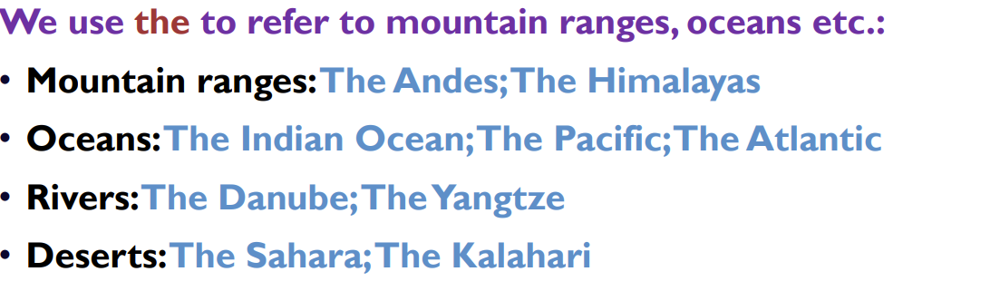 We use the to refer to mountain ranges, oceans etc.:
• Mountain ranges: The Andes; The Himalayas
• Oceans: The Indian Ocean; The Pacific; The Atlantic
• Rivers: The Danube; The Yangtze
• Deserts: The Sahara; The Kalahari